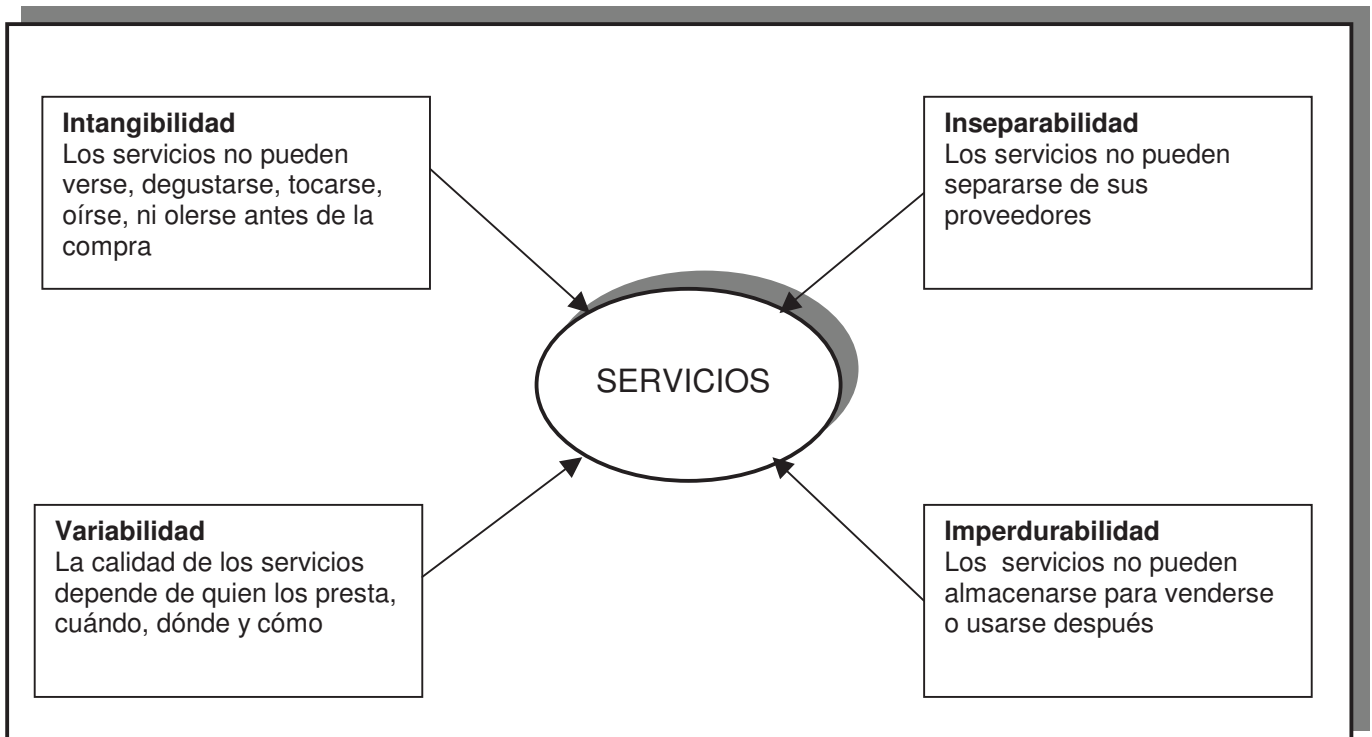 Intangibilidad
Los servicios no pueden
verse, degustarse, tocarse,
oírse, ni olerse antes de la
compra
Inseparabilidad
Los servicios no pueden
separarse de sus
proveedores
SERVICIOS
Variabilidad
La calidad de los servicios
depende de quien los presta,
cuándo, dónde y cómo
Imperdurabilidad
Los  servicios no pueden
almacenarse para venderse
o usarse después